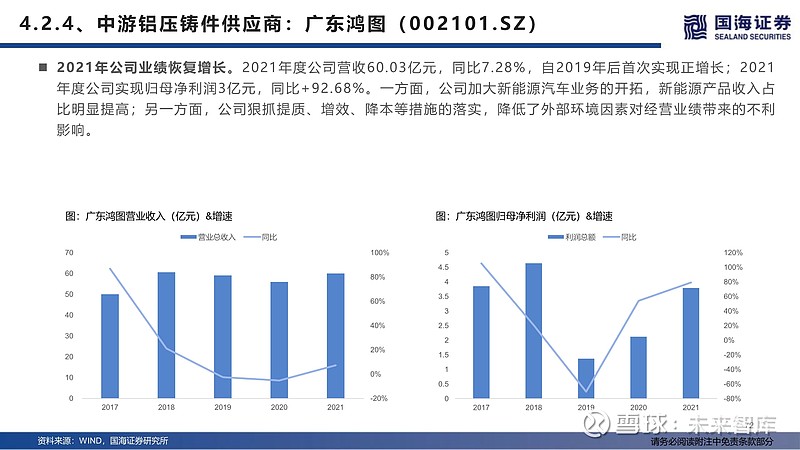 4.2.4、中游铝压铸件供应商：广东鸿图（002101.SZ）
国海证券
SEALAND SECURITIES
■ 2021年公司业绩恢复增长。2021年度公司营收60.03亿元，同比7.28%，自2019年后首次实现正增长；2021
年度公司实现归母净利润3亿元，同比+92.68%。一方面，公司加大新能源汽车业务的开拓，新能源产品收入占
比明显提高；另一方面，公司狠抓提质、增效、降本等措施的落实，降低了外部环境因素对经营业绩带来的不利
影响。
图：广东鸿图营业收入（亿元）&增速
营业总收入 同比
70
60
50
40
30
20
10
0
100%
80%
60%
40%
20%
0%
-20%
2017 2018 2019 2020 2021
图：广东鸿图归母净利润（亿元）&增速
利润总额 同比
5
4.5
4
3.5
3
2.5
2
1.5
1
0.5
0
120%
100%
80%
60%
40%
20%
0%
-20%
-40%
-60%
-80%
2017 2018 2019 2020 2021
雪球：未来智库
资料来源：WIND，国海证券研究所
请务必阅读附注中免责条款部分